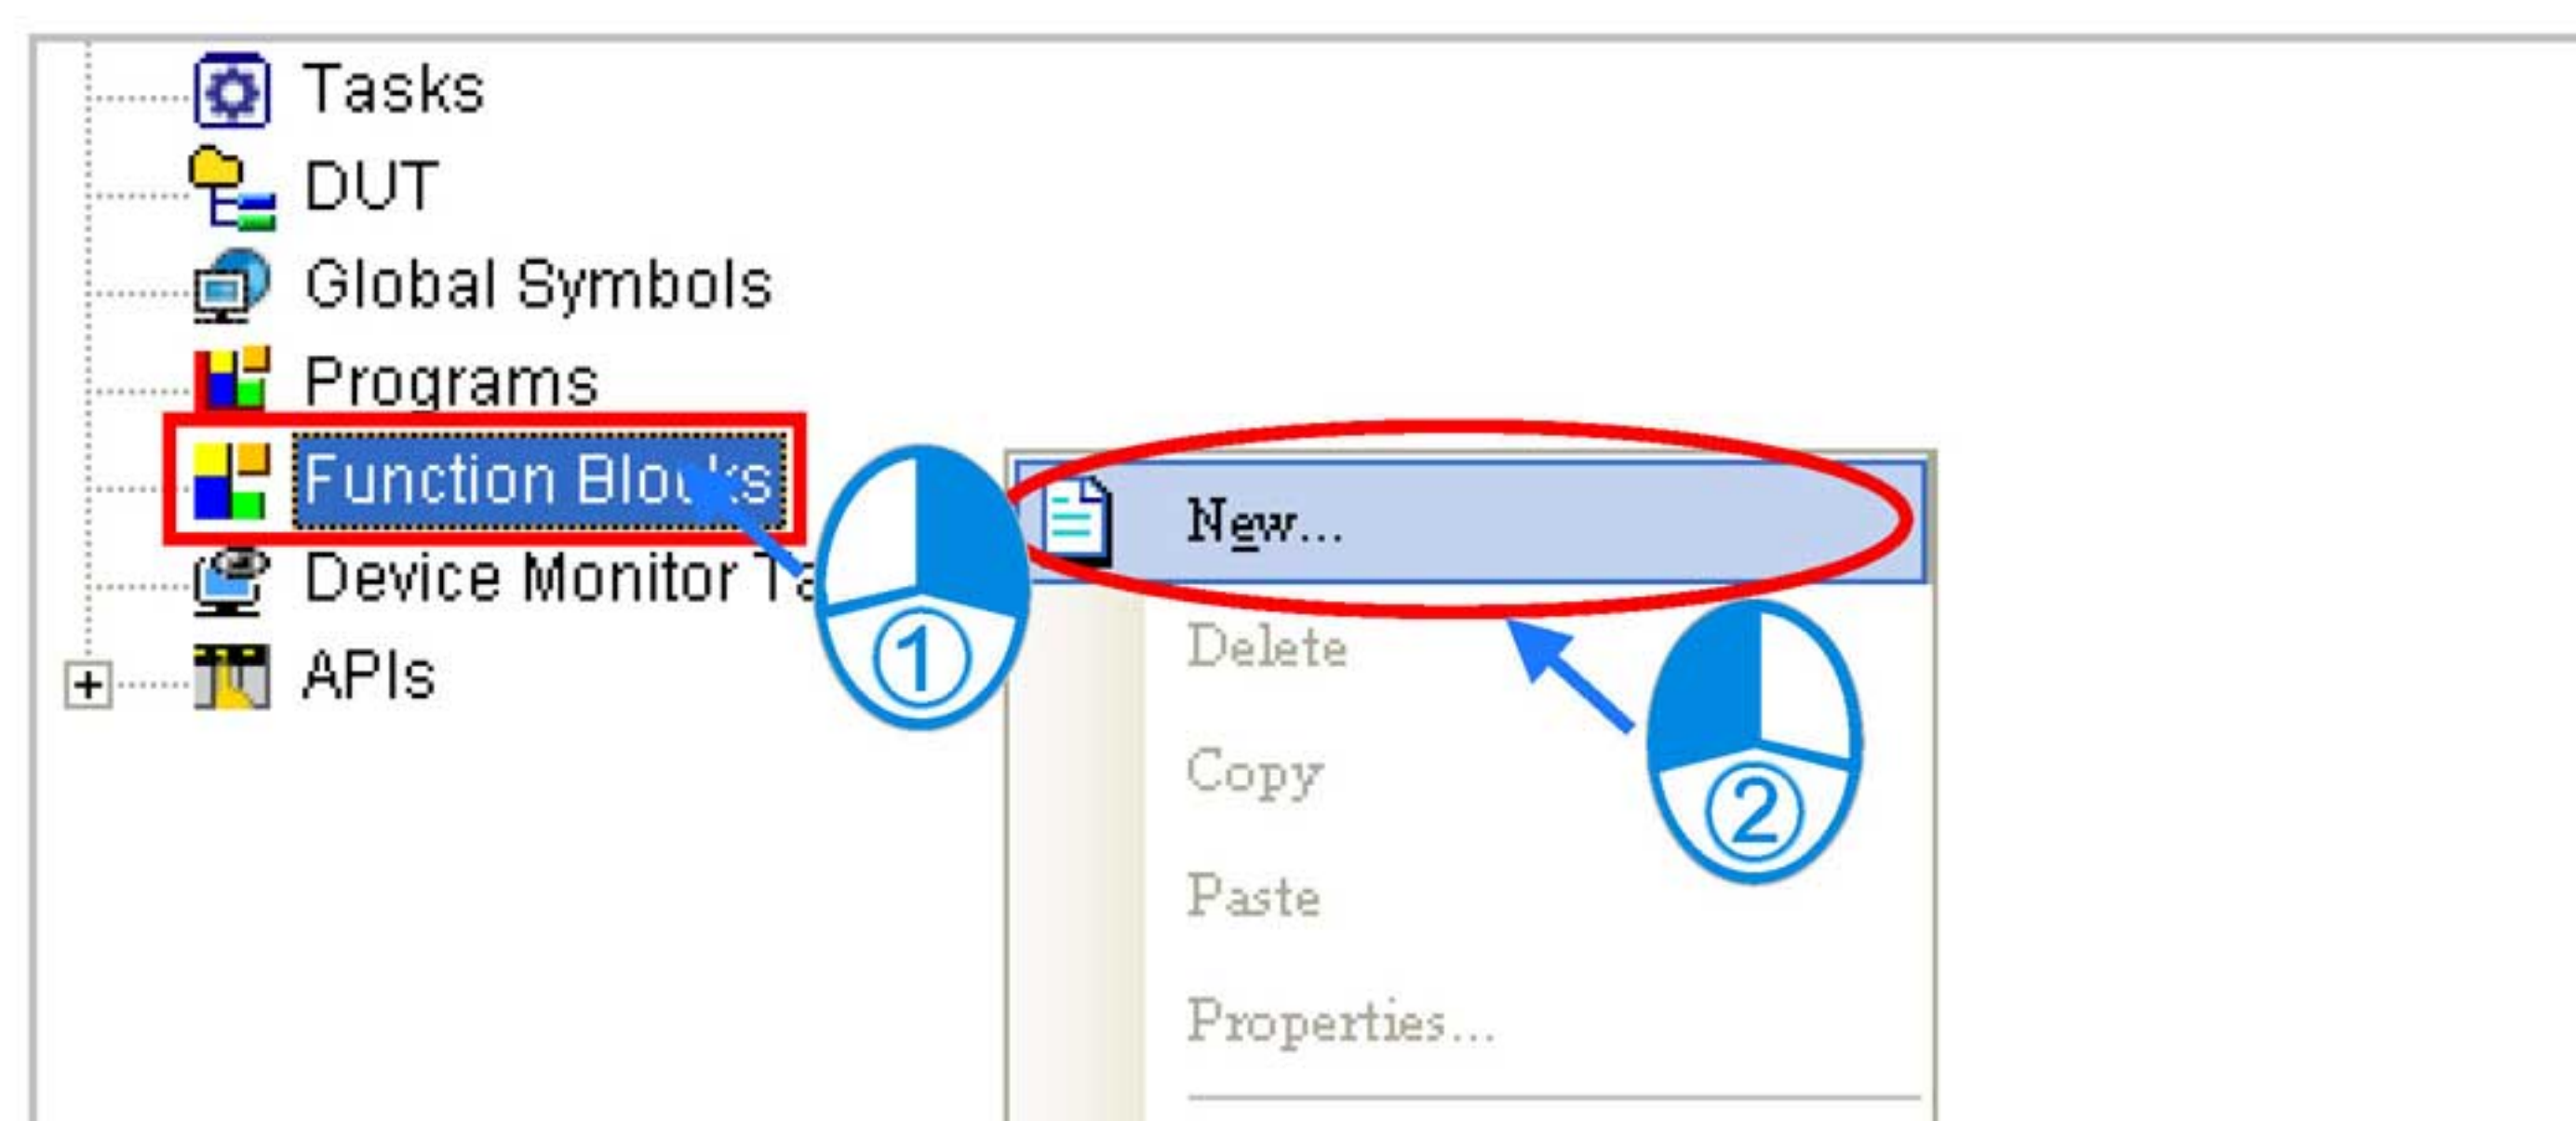 Tasks
DUT
Global Symbols
Programs
Function Blocks
Device Monitor
APIs
1
New...
Delete
2
Copy
Paste
Properties...